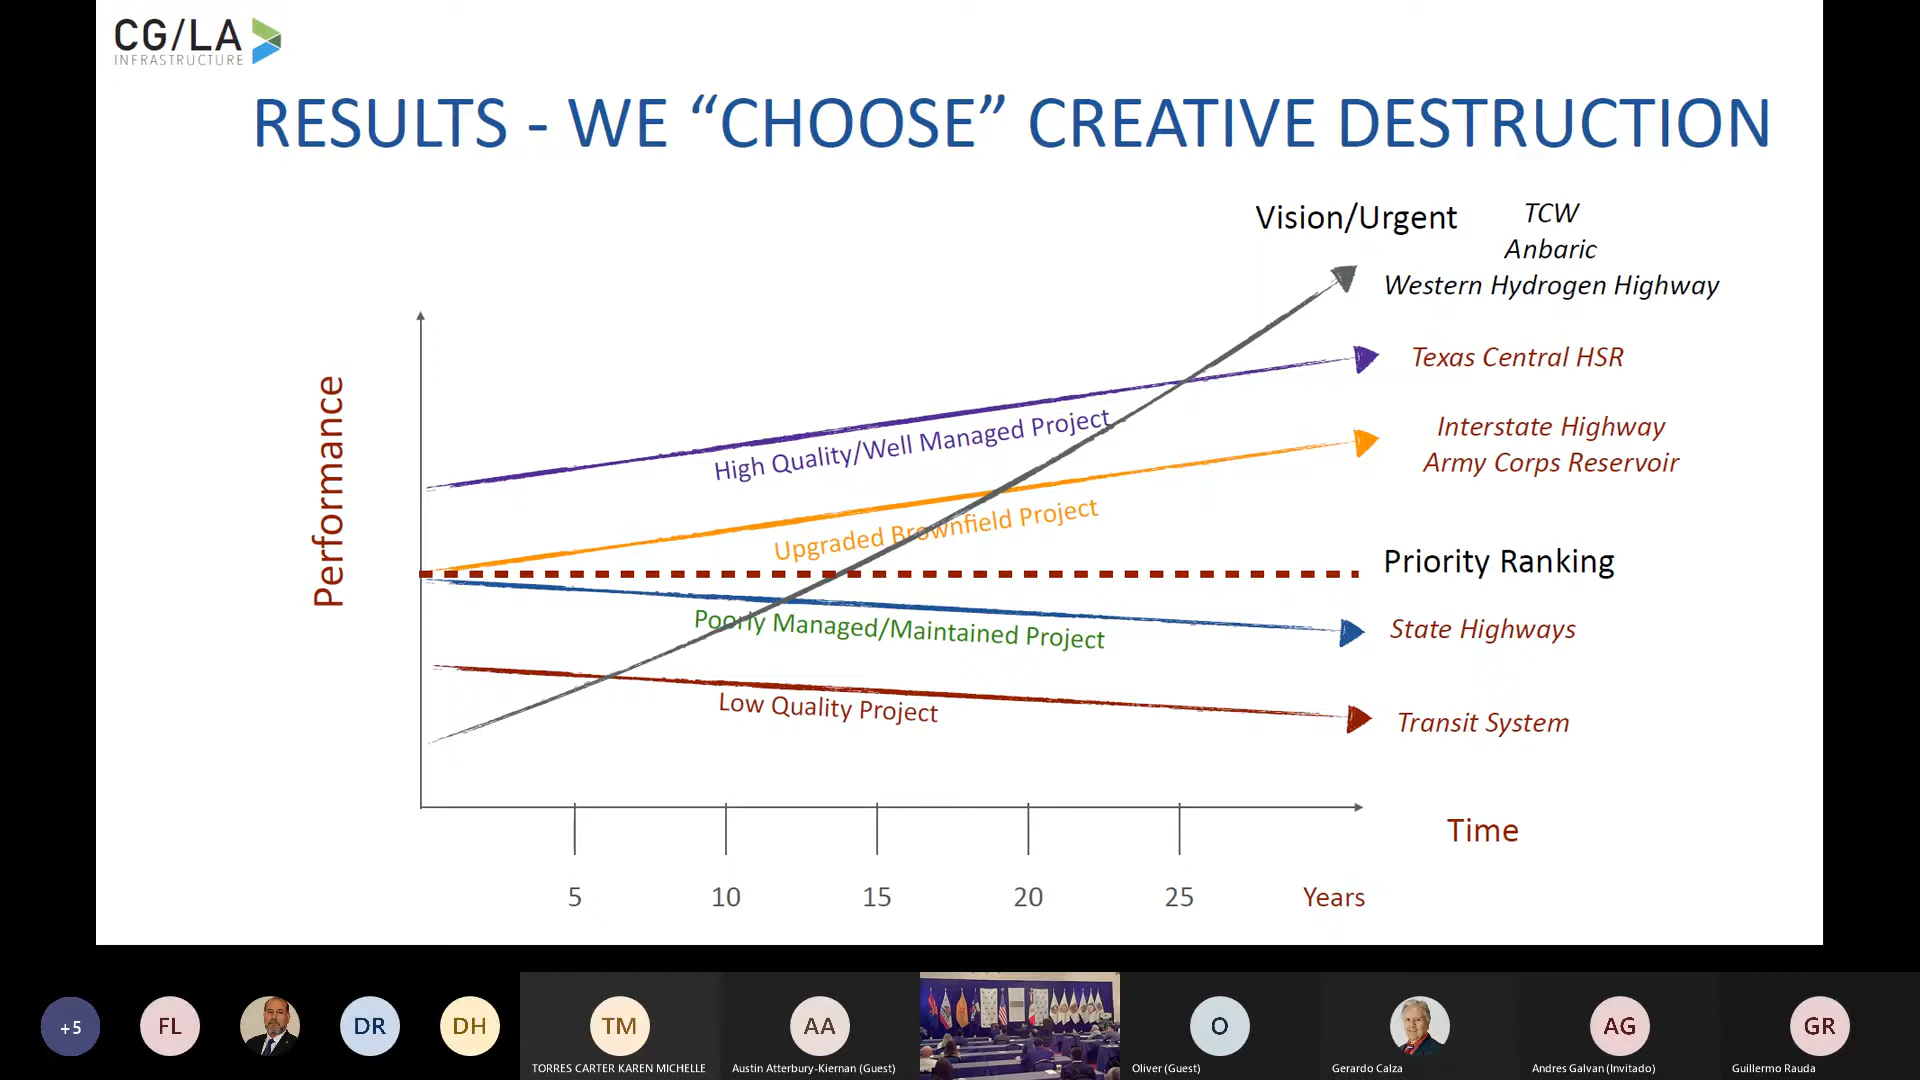 CG/LA
INFRASTRUCTURE
RESULTS - WE “CHOOSE” CREATIVE DESTRUCTION
Vision/Urgent
TCW
Anbaric
Western Hydrogen Highway
Texas Central HSR
High Quality/Well Managed Project
Interstate Highway
Army Corps Reservoir
Upgraded Brownfield Project
Performance
Priority Ranking
Poorly Managed/Maintained Project
State Highways
Low Quality Project
Transit System
Time
5
10
15
20
25
Years
+5
FL
DR
DH
TM
AA
O
AG
GR
TORRES CARTER KAREN MICHELLE
Austin Atterbury-Kiernan (Guest)
Oliver (Guest)
Gerardo Calza
Andres Galvan (Invitado)
Guillermo Rauda